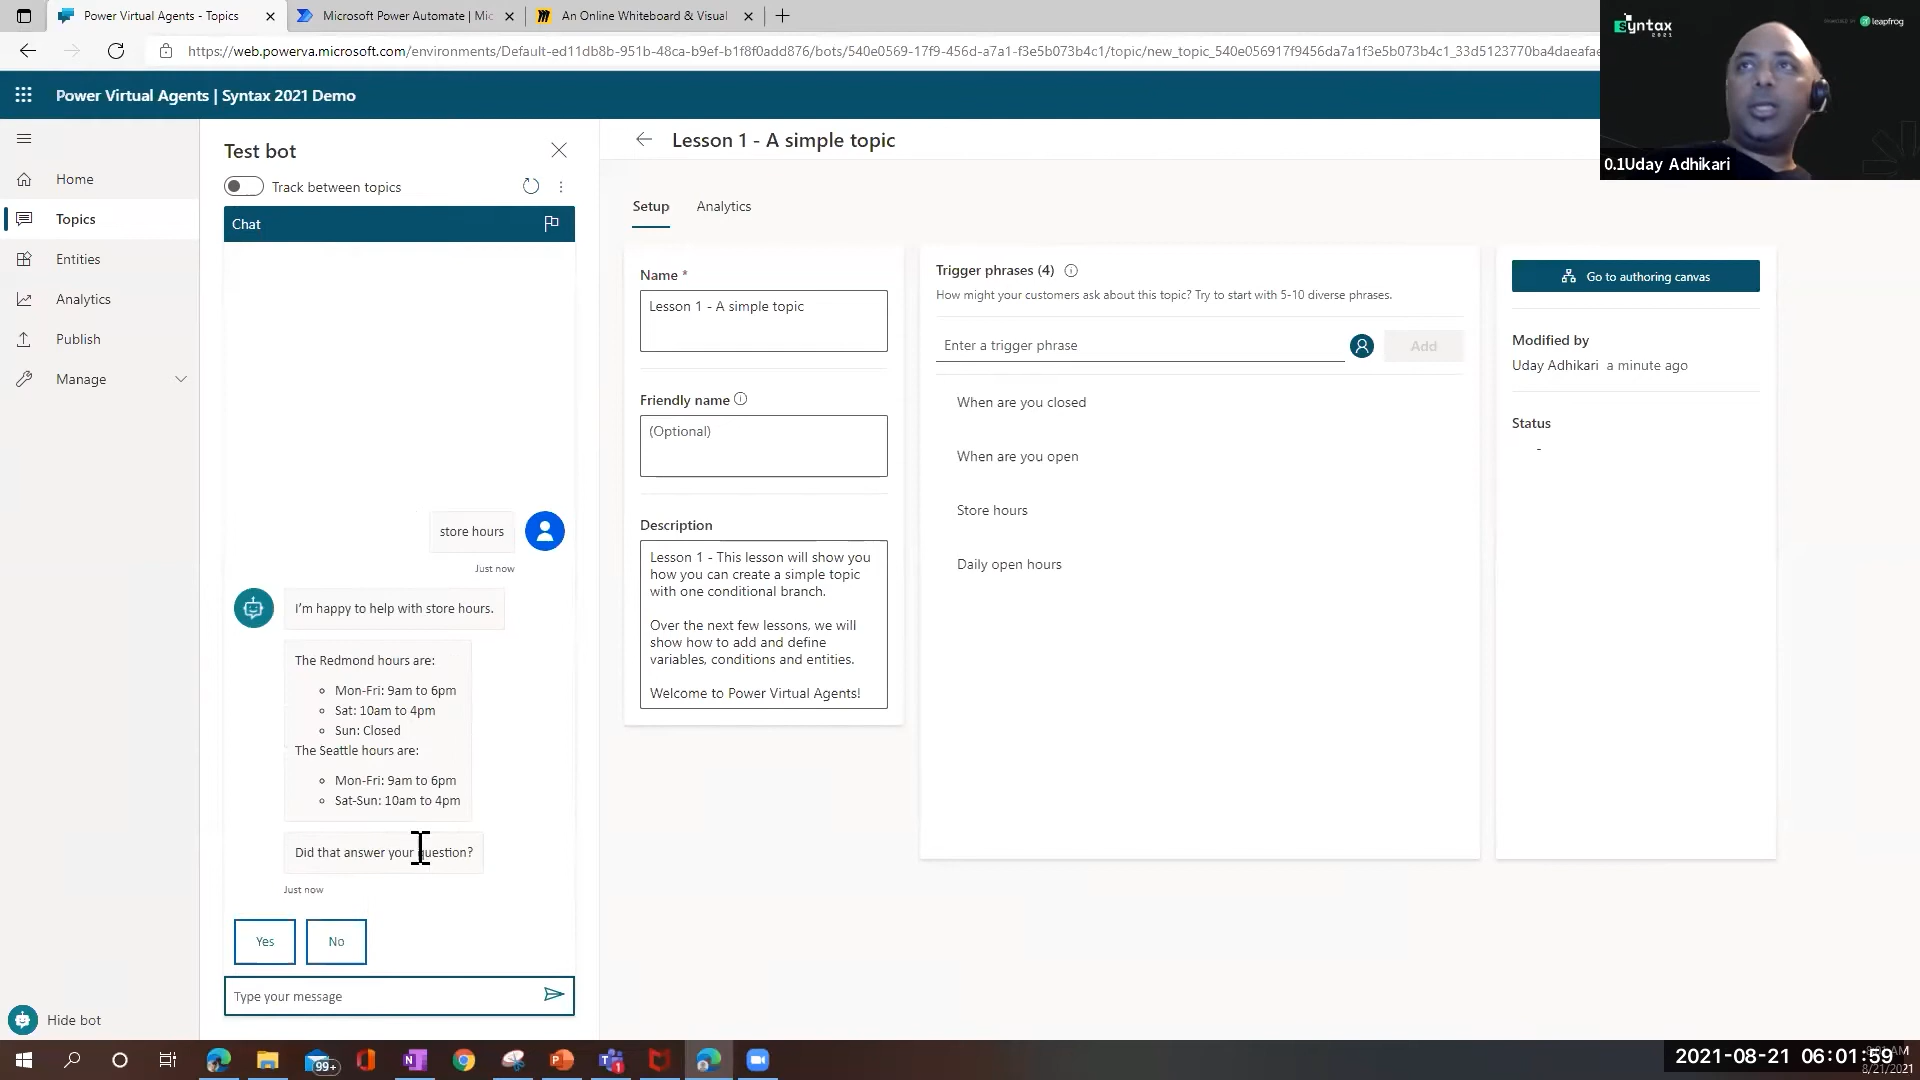 Power Virtual Agents - Topics
Microsoft Power Automate | Mic
An Online Whiteboard & Visual
https://web.powerva.microsoft.com/environments/Default-ed11db8b-951b-48ca-b9ef-b1f8f0add876/bots/540e0569-17f9-456d-a7a1-f3e5b073b4c1/topic/new_topic_540e056917f9456da7a1f3e5b073b4c1_33d5123770ba4daeafae
Syntax
2021
POWERED BY leapfrog
0.1Uday Adhikari
Power Virtual Agents | Syntax 2021 Demo
Home
Topics
Entities
Analytics
Publish
Manage
Hide bot
Test bot
Track between topics
Chat
store hours
Just now
I'm happy to help with store hours.
The Redmond hours are:
Mon-Fri: 9am to 6pm
Sat: 10am to 4pm
Sun: Closed
The Seattle hours are:
Mon-Fri: 9am to 6pm
Sat-Sun: 10am to 4pm
Did that answer your question?
Just now
Yes
No
Type your message
Lesson 1 - A simple topic
Setup
Analytics
Name *
Lesson 1 - A simple topic
Friendly name
(Optional)
Description
Lesson 1 - This lesson will show you
how you can create a simple topic
with one conditional branch.
Over the next few lessons, we will
show how to add and define
variables, conditions and entities.
Welcome to Power Virtual Agents!
Trigger phrases (4)
How might your customers ask about this topic? Try to start with 5-10 diverse phrases.
Enter a trigger phrase
Add
When are you closed
When are you open
Store hours
Daily open hours
Go to authoring canvas
Modified by
Uday Adhikari a minute ago
Status
-
99+
1
2021-08-21 06:01:59
8/21/2021